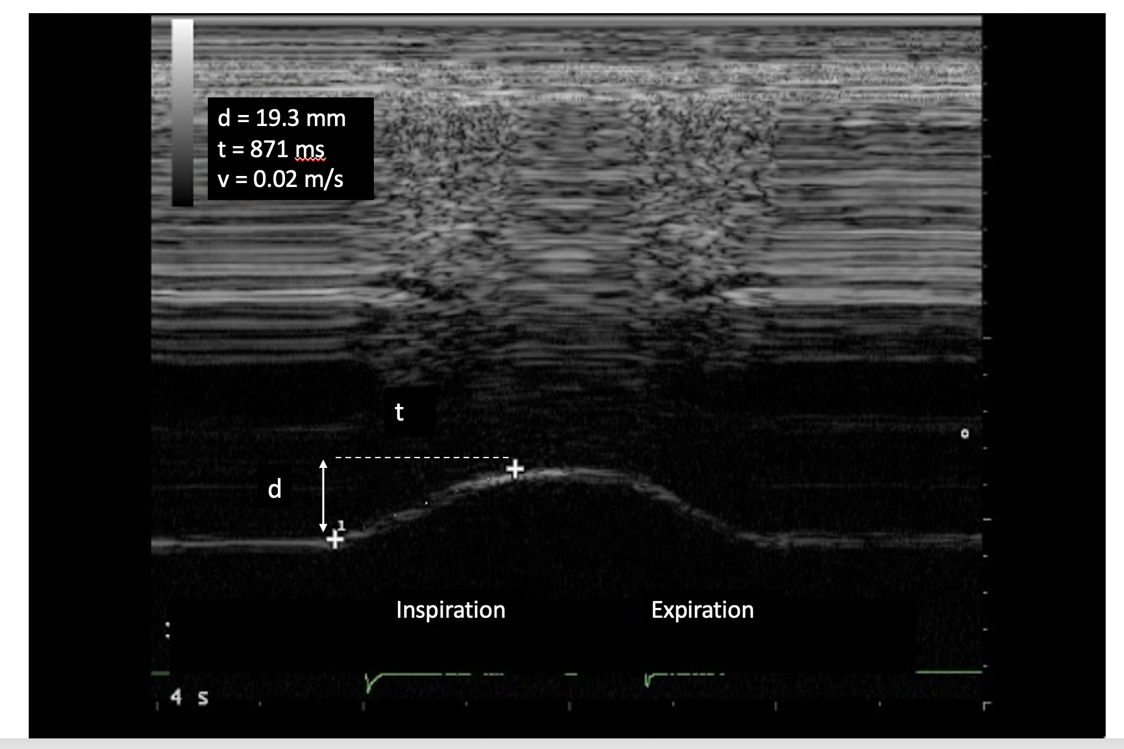 d = 19.3 mm
t = 871 ms
v = 0.02 m/s
t
d
1
Inspiration Expiration
:
4 s